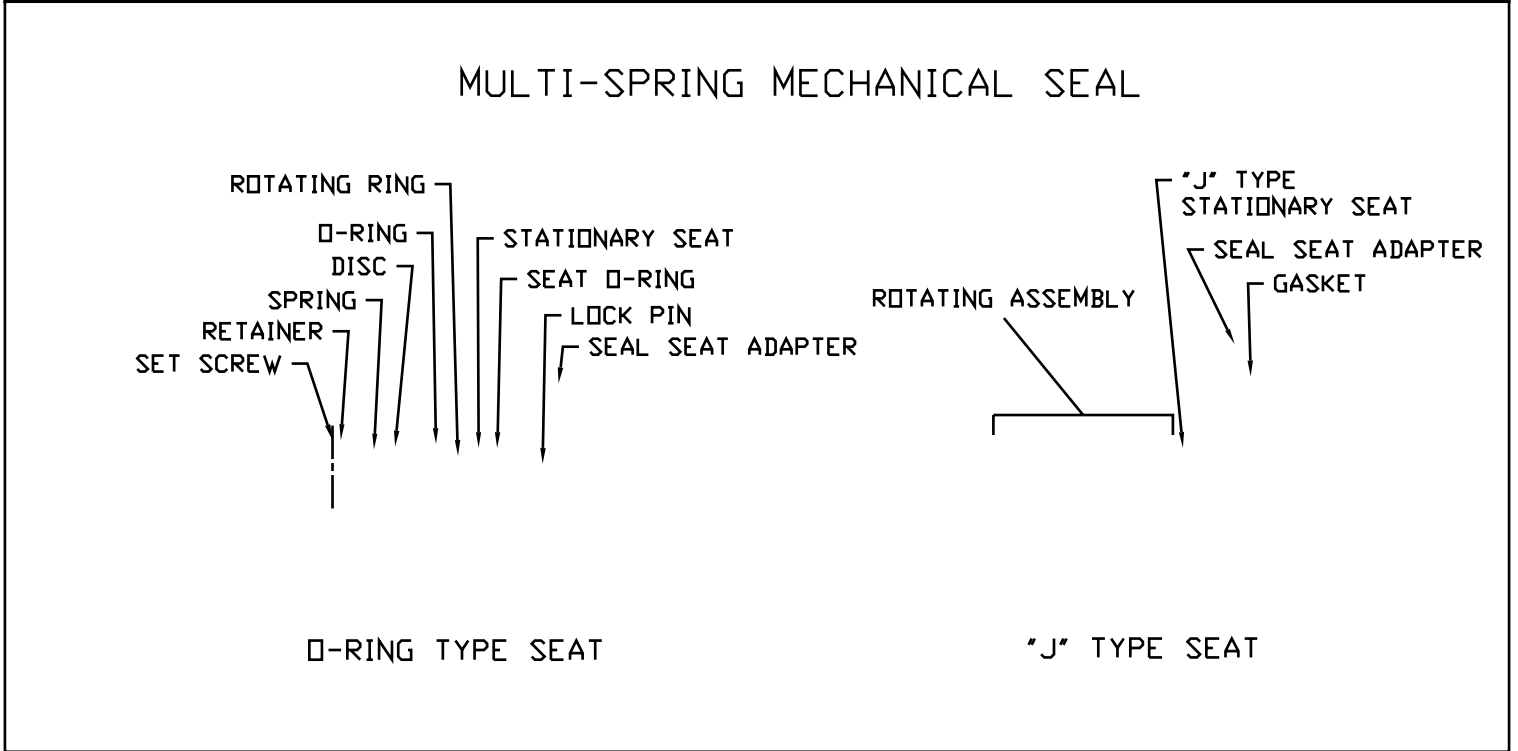 MULTI-SPRING MECHANICAL SEAL
ROTATING RING
O-RING
DISC
SPRING
RETAINER
SET SCREW
STATIONARY SEAT
SEAT O-RING
LOCK PIN
SEAL SEAT ADAPTER
O-RING TYPE SEAT
"J" TYPE
STATIONARY SEAT
SEAL SEAT ADAPTER
GASKET
ROTATING ASSEMBLY
"J" TYPE SEAT